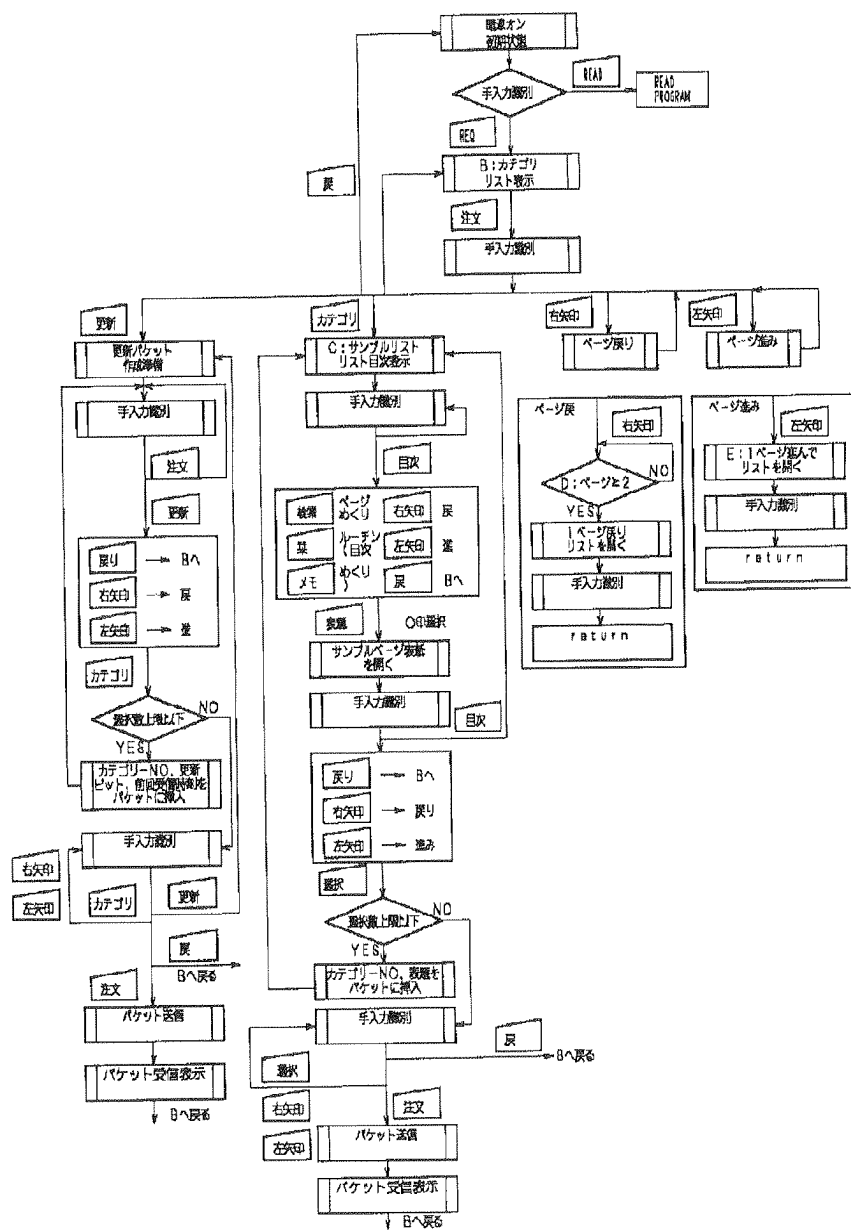 電源オン
初期状態
手入力識別
READ
READ
PROGRAM
REQ
B:カテゴリ
リスト表示
戻
注文
手入力識別
更新
カテゴリ
右矢印
左矢印
更新パケット
作成準備
C:サンプルリスト
リスト目次表示
ページ戻り
ページ進み
手入力識別
手入力識別
注文
目次
更新
ページ戻
右矢印
D:ページ≧2
NO
YES
1ページ戻り
リストを開く
手入力識別
return
ページ進み
左矢印
E:1ページ進んで
リストを開く
手入力識別
return
戻り → Bへ
右矢印 → 戻
左矢印 → 進
検索 ページ 右矢印 戻
めくり
栞 ルーチン 左矢印 進
(目次
メモ めくり 戻 Bへ
)
表題
○印選択
サンプルページ表紙
を開く
手入力識別
目次
カテゴリ
選択数上限以下
NO
YES
カテゴリーNO、更新
ビット、前回受信時刻を
パケットに挿入
手入力識別
右矢印
左矢印
カテゴリ
更新
戻
Bへ戻る
注文
パケット送信
パケット受信表示
Bへ戻る
戻り → Bへ
右矢印 → 戻り
左矢印 → 進み
選択
選択数上限以下
NO
YES
カテゴリーNO、表題を
パケットに挿入
手入力識別
戻
Bへ戻る
選択
右矢印
左矢印
注文
パケット送信
パケット受信表示
Bへ戻る